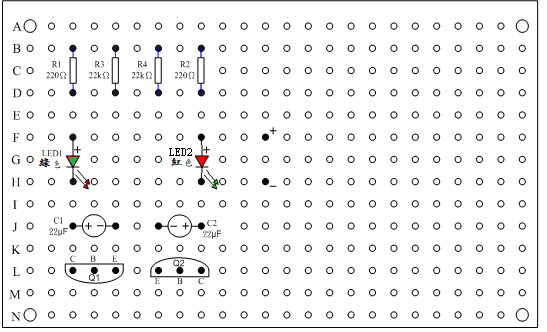 A
B
R1 R3 R4 R2
C
220Ω 22kΩ 22kΩ 220Ω
D
E
F +
LED1 + LED2 +
G
綠色 紅色
H −
I
C1 C2
J + − − +
22μF 22μF
K
C B E Q2
L
Q1 E B C
M
N